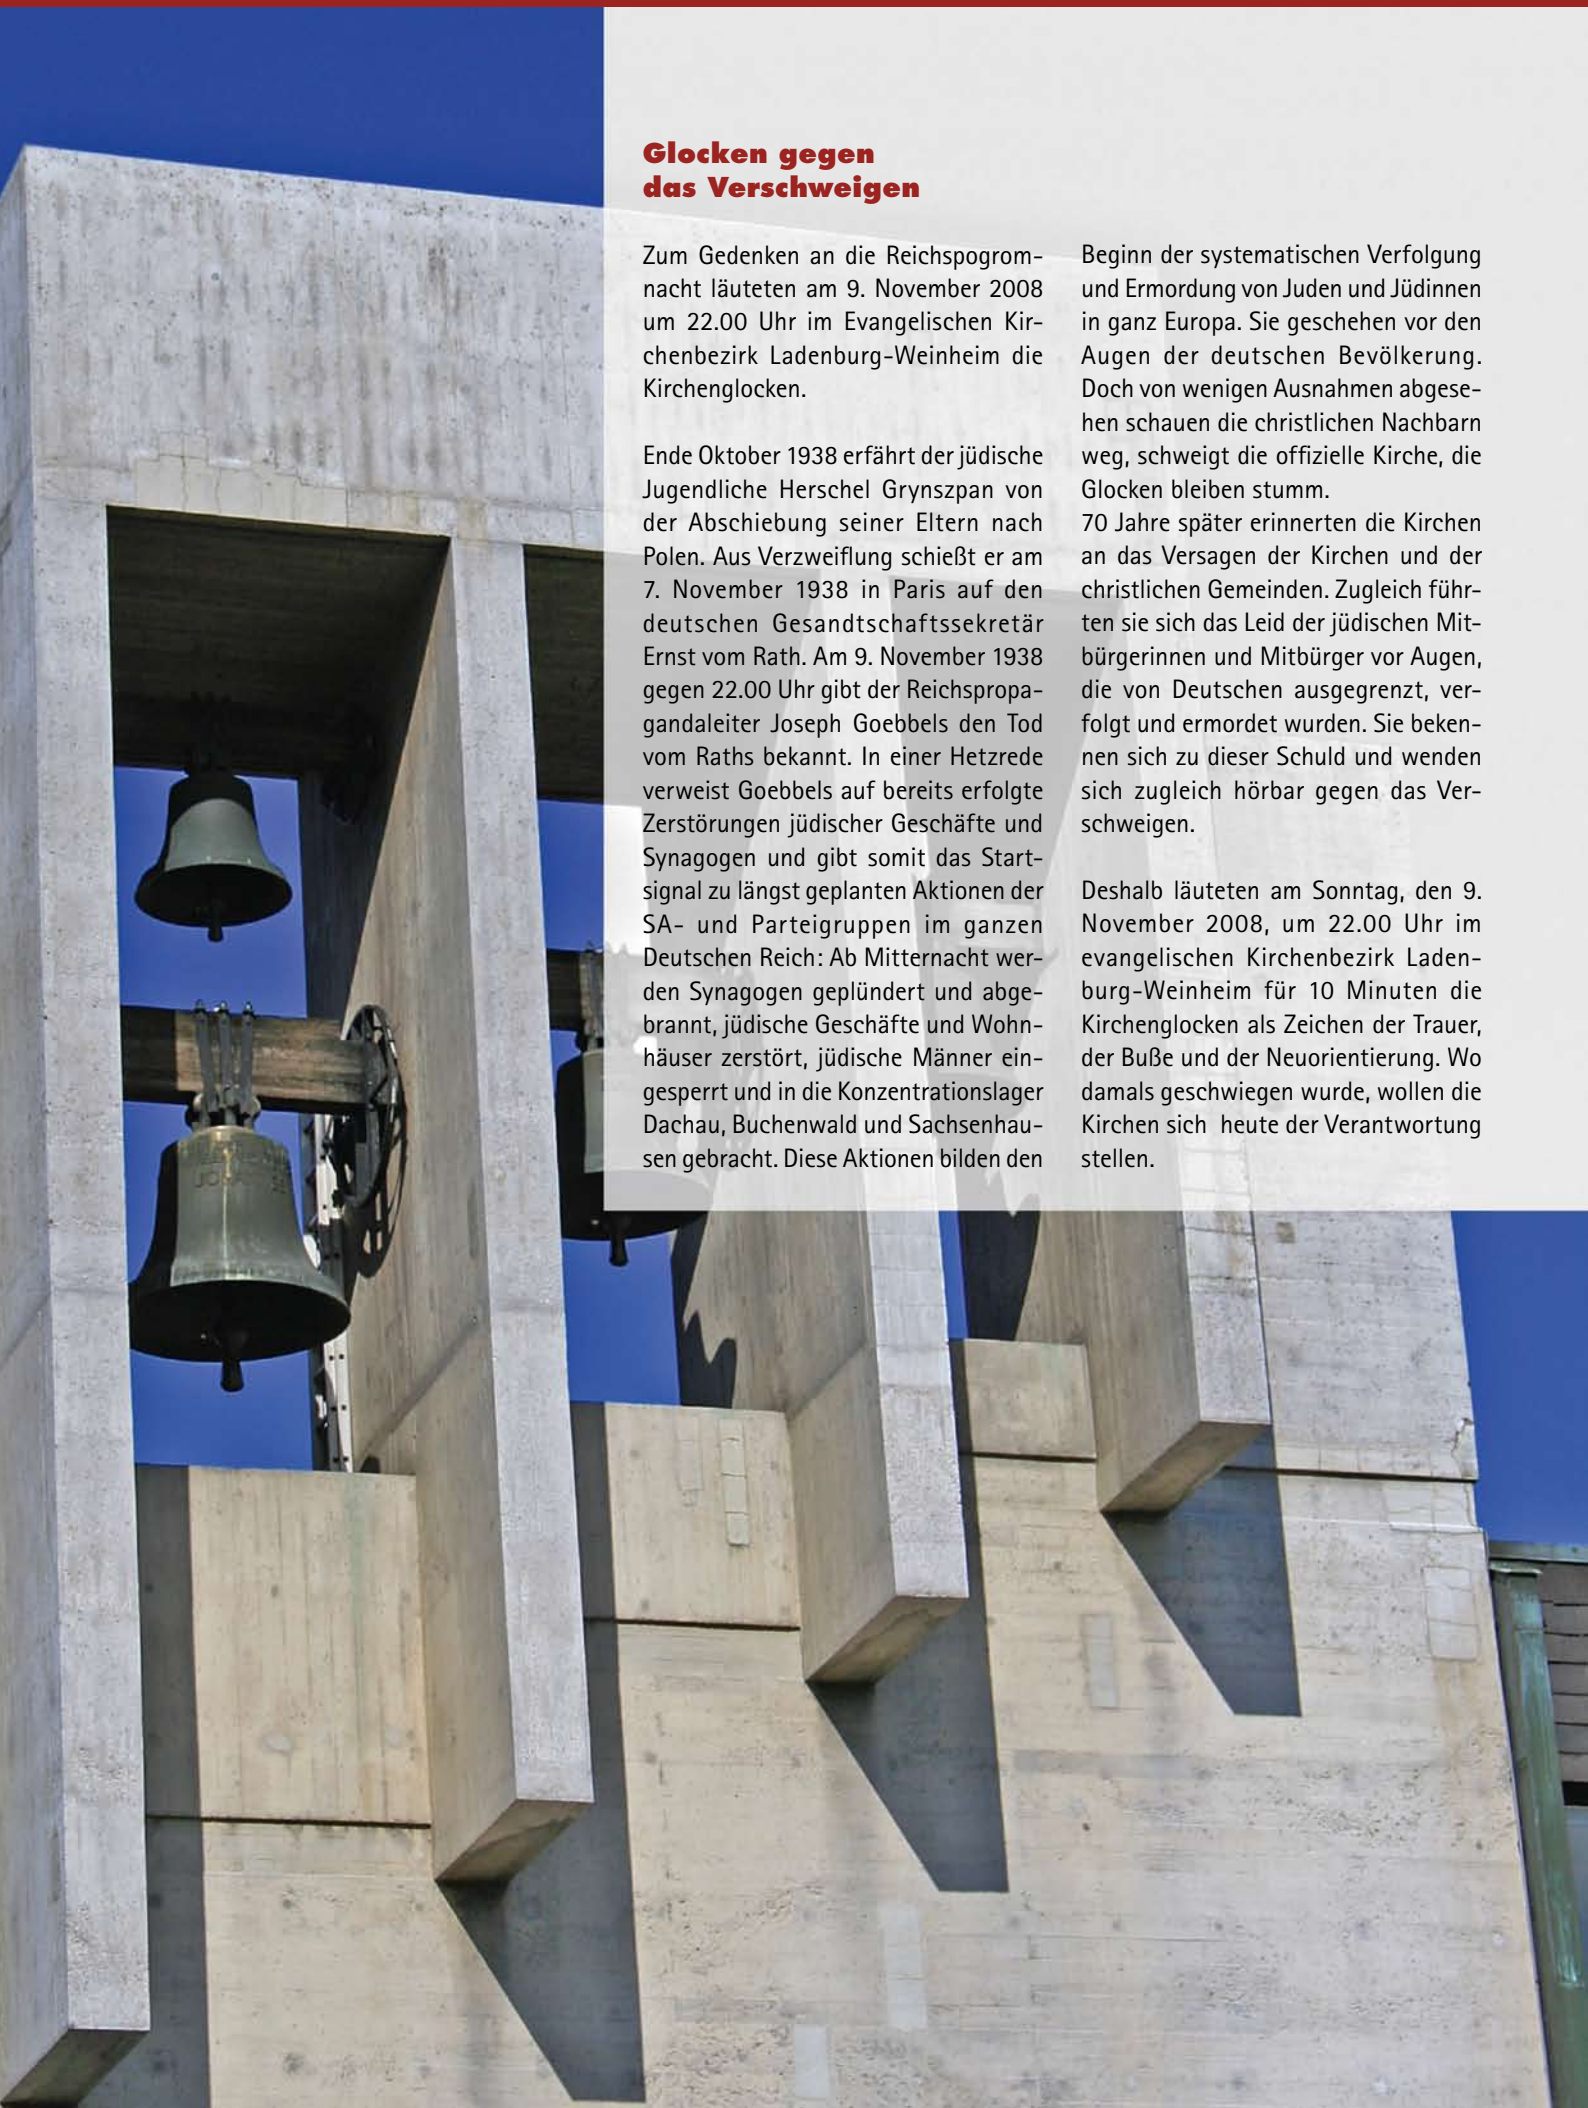 Glocken gegen
das Verschweigen
Zum Gedenken an die Reichspogrom-
nacht läuteten am 9. November 2008
um 22.00 Uhr im Evangelischen Kir-
chenbezirk Ladenburg-Weinheim die
Kirchenglocken.
Ende Oktober 1938 erfährt der jüdische
Jugendliche Herschel Grynszpan von
der Abschiebung seiner Eltern nach
Polen. Aus Verzweiflung schießt er am
7. November 1938 in Paris auf den
deutschen Gesandtschaftssekretär
Ernst vom Rath. Am 9. November 1938
gegen 22.00 Uhr gibt der Reichspropa-
gandaleiter Joseph Goebbels den Tod
vom Raths bekannt. In einer Hetzrede
verweist Goebbels auf bereits erfolgte
Zerstörungen jüdischer Geschäfte und
Synagogen und gibt somit das Start-
signal zu längst geplanten Aktionen der
SA- und Parteigruppen im ganzen
Deutschen Reich: Ab Mitternacht wer-
den Synagogen geplündert und abge-
brannt, jüdische Geschäfte und Wohn-
häuser zerstört, jüdische Männer ein-
gesperrt und in die Konzentrationslager
Dachau, Buchenwald und Sachsenhau-
sen gebracht. Diese Aktionen bilden den
Beginn der systematischen Verfolgung
und Ermordung von Juden und Jüdinnen
in ganz Europa. Sie geschehen vor den
Augen der deutschen Bevölkerung.
Doch von wenigen Ausnahmen abgese-
hen schauen die christlichen Nachbarn
weg, schweigt die offizielle Kirche, die
Glocken bleiben stumm.
70 Jahre später erinnerten die Kirchen
an das Versagen der Kirchen und der
christlichen Gemeinden. Zugleich führ-
ten sie sich das Leid der jüdischen Mit-
bürgerinnen und Mitbürger vor Augen,
die von Deutschen ausgegrenzt, ver-
folgt und ermordet wurden. Sie beken-
nen sich zu dieser Schuld und wenden
sich zugleich hörbar gegen das Ver-
schweigen.
Deshalb läuteten am Sonntag, den 9.
November 2008, um 22.00 Uhr im
evangelischen Kirchenbezirk Laden-
burg-Weinheim für 10 Minuten die
Kirchenglocken als Zeichen der Trauer,
der Buße und der Neuorientierung. Wo
damals geschwiegen wurde, wollen die
Kirchen sich heute der Verantwortung
stellen.